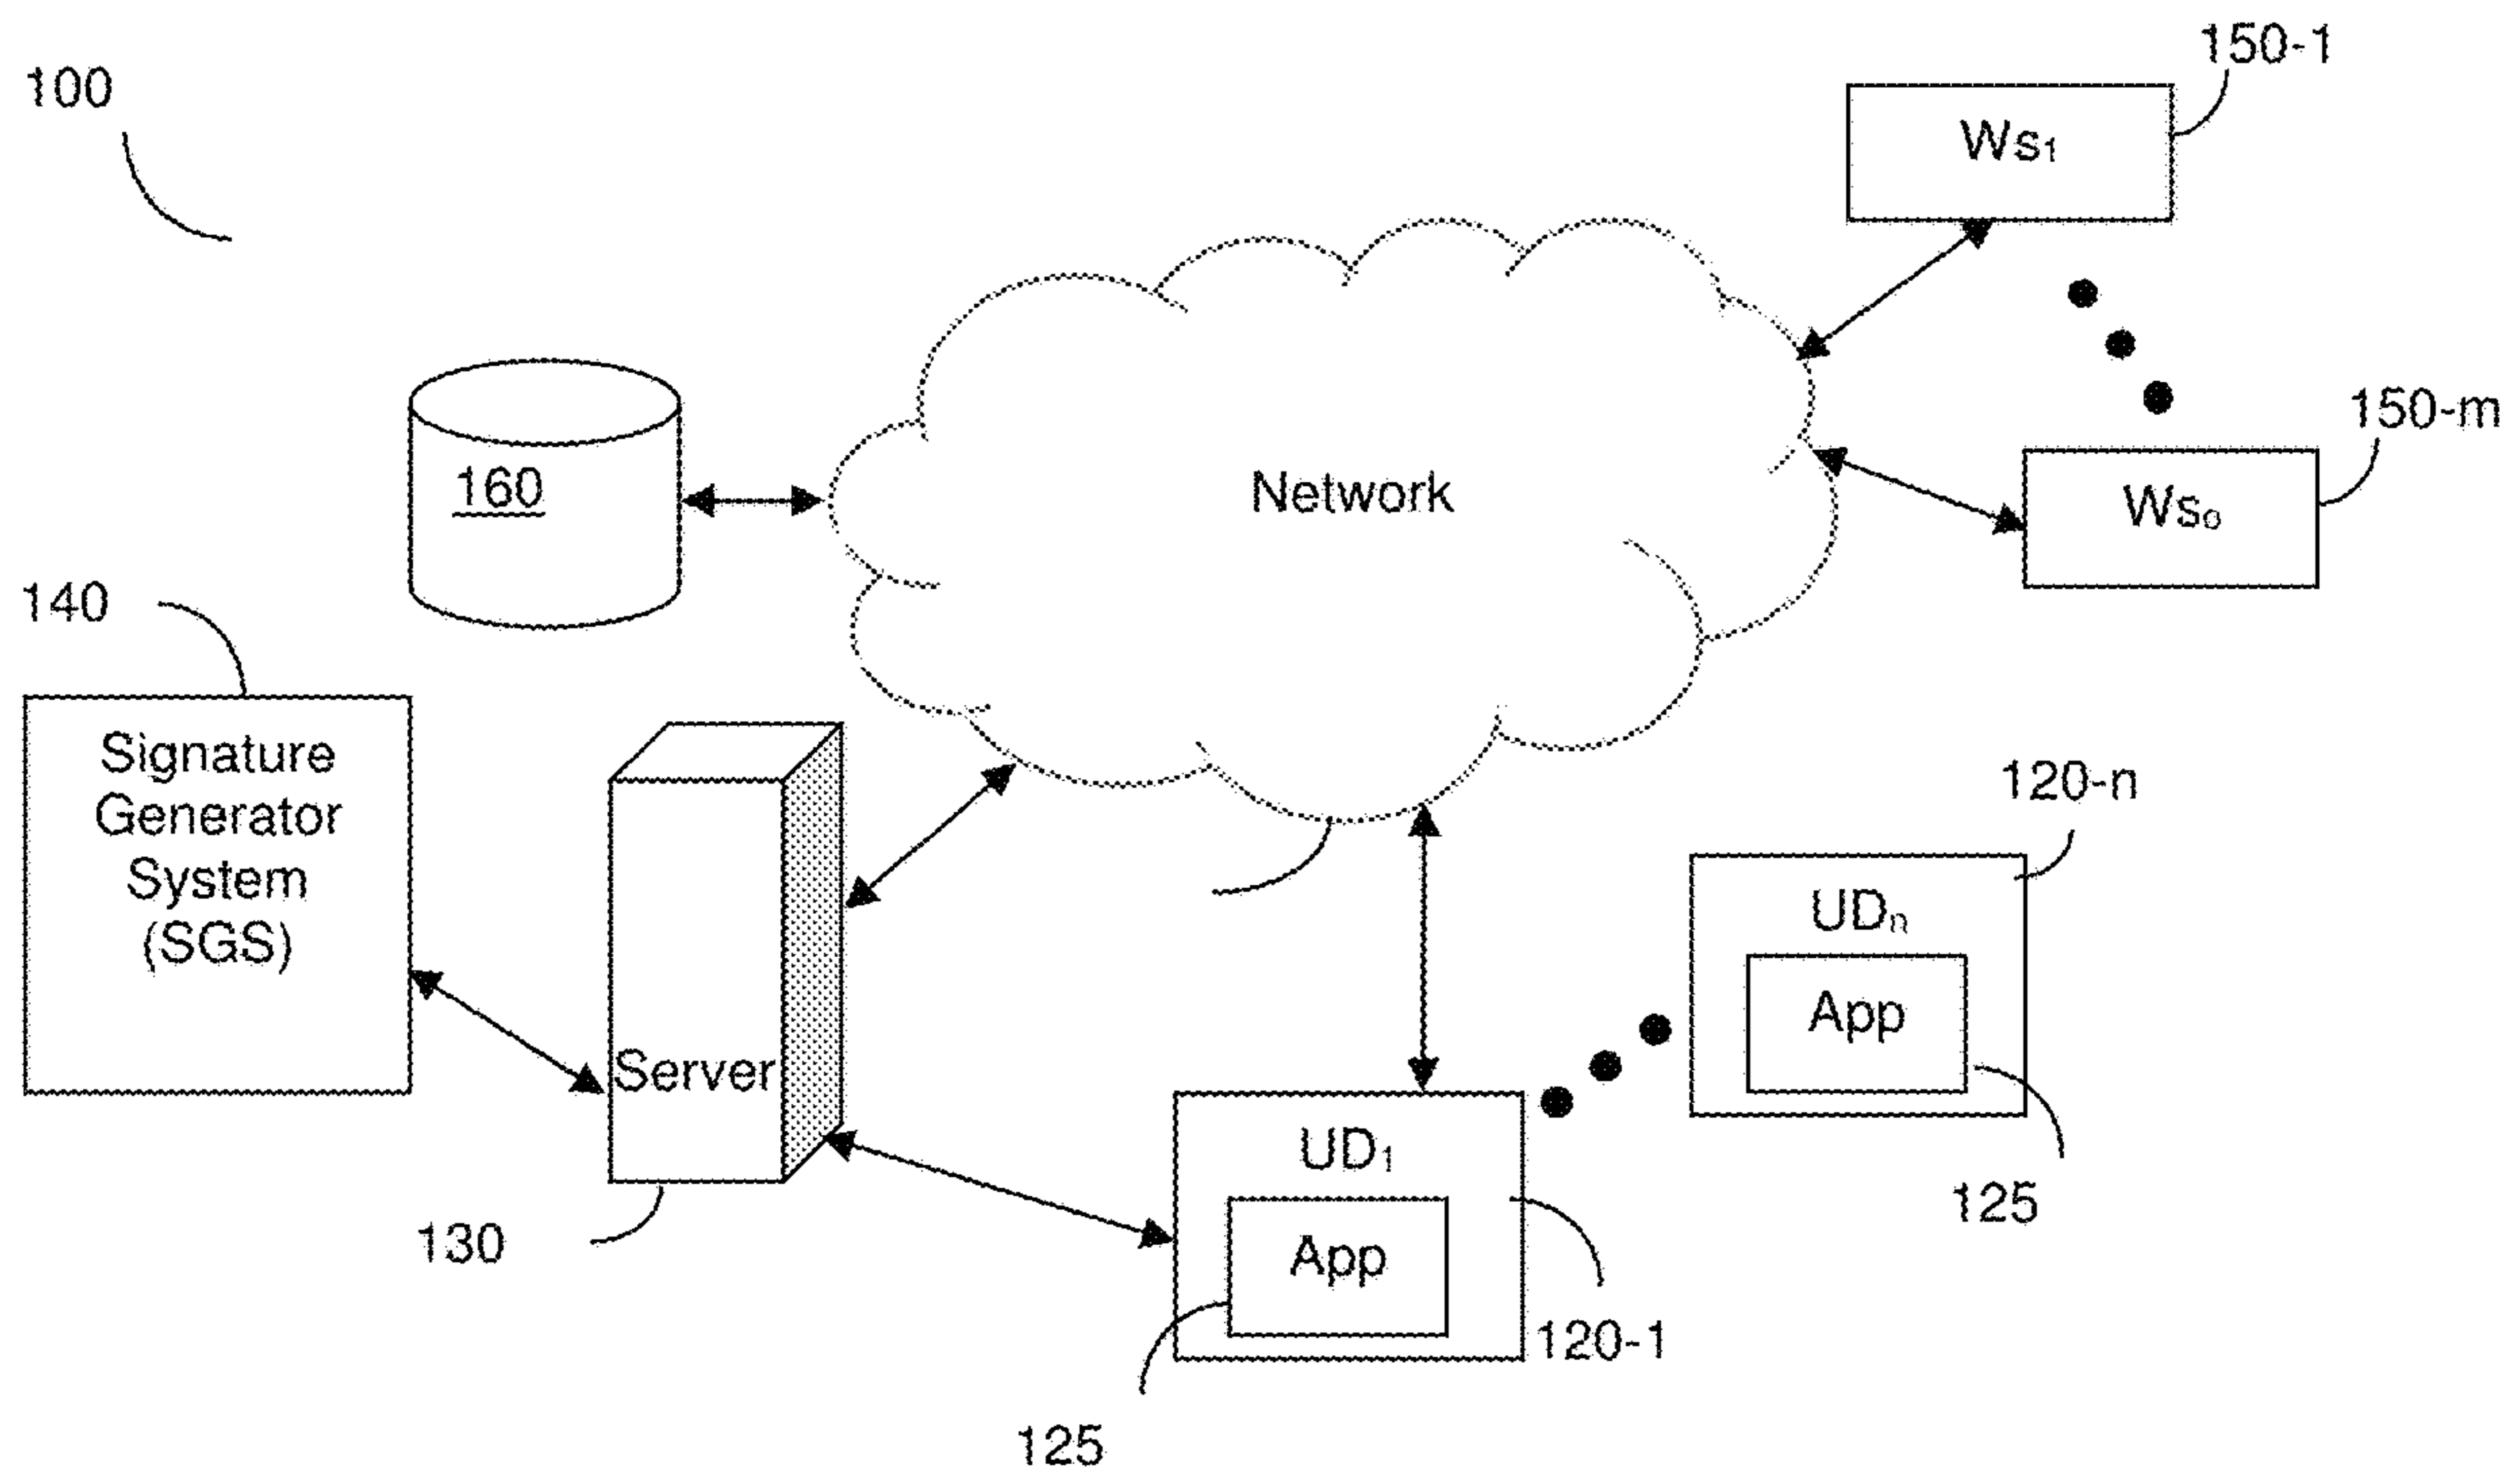 150-1
100
Ws1
150-m
160
Network
Wso
140
Signature
Generator
System
(SGS)
120-n
UDn
App
Server
UD1
125
130
App
120-1
125